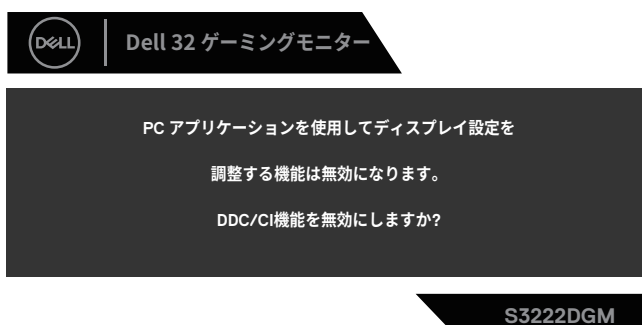 DELL
Dell 32 ゲーミングモニター
PC アプリケーションを使用してディスプレイ設定を
調整する機能は無効になります。
DDC/CI機能を無効にしますか?
S3222DGM